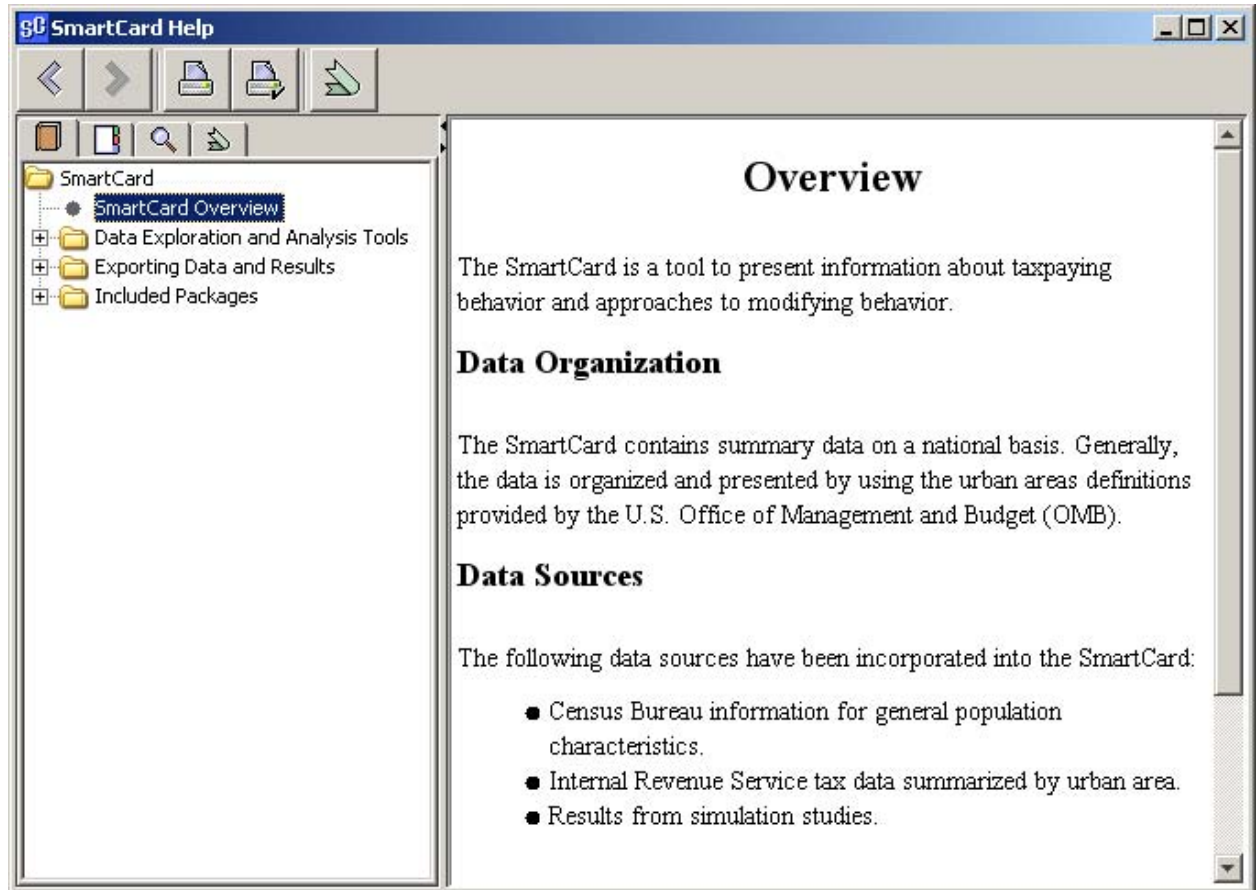 SC SmartCard Help
SmartCard
SmartCard Overview
Data Exploration and Analysis Tools
Exporting Data and Results
Included Packages
Overview
The SmartCard is a tool to present information about taxpaying
behavior and approaches to modifying behavior.
Data Organization
The SmartCard contains summary data on a national basis. Generally,
the data is organized and presented by using the urban areas definitions
provided by the U.S. Office of Management and Budget (OMB).
Data Sources
The following data sources have been incorporated into the SmartCard:
Census Bureau information for general population
characteristics.
Internal Revenue Service tax data summarized by urban area.
Results from simulation studies.